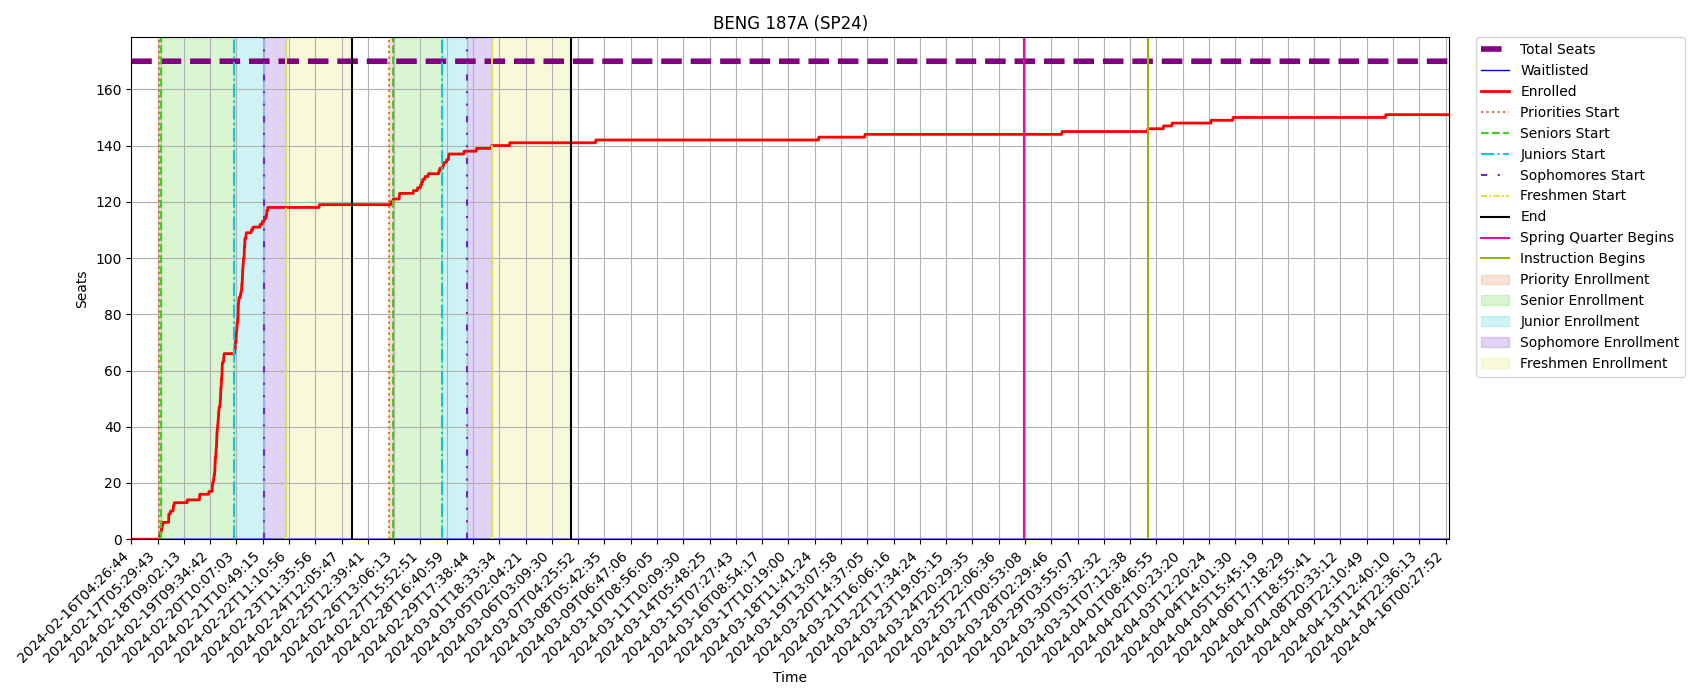 BENG 187A (SP24)
Seats
160
140
120
100
80
60
40
20
0
2024-02-16T04:26:44
2024-02-17T05:29:43
2024-02-18T09:02:13
2024-02-19T09:34:42
2024-02-20T10:07:03
2024-02-21T10:49:15
2024-02-22T11:10:56
2024-02-23T11:35:56
2024-02-24T12:05:47
2024-02-25T12:39:41
2024-02-26T13:06:13
2024-02-27T15:52:51
2024-02-28T16:40:59
2024-02-29T17:38:44
2024-03-01T18:33:34
2024-03-05T02:04:21
2024-03-06T03:09:30
2024-03-07T04:25:52
2024-03-08T05:42:35
2024-03-09T06:47:06
2024-03-10T08:56:05
2024-03-11T10:09:30
2024-03-14T05:48:25
2024-03-15T07:27:43
2024-03-16T08:54:17
2024-03-17T10:19:00
2024-03-18T11:41:24
2024-03-19T13:07:58
2024-03-20T14:37:05
2024-03-21T16:06:16
2024-03-22T17:34:24
2024-03-23T19:05:15
2024-03-24T20:29:35
2024-03-25T22:06:36
2024-03-27T00:53:08
2024-03-28T02:29:46
2024-03-29T03:55:07
2024-03-30T05:32:32
2024-03-31T07:12:38
2024-04-01T08:46:55
2024-04-02T10:23:20
2024-04-03T12:20:24
2024-04-04T14:01:30
2024-04-05T15:45:19
2024-04-06T17:18:29
2024-04-07T18:55:41
2024-04-08T20:33:12
2024-04-09T22:10:49
2024-04-13T12:40:10
2024-04-14T22:36:13
2024-04-16T00:27:52
Time
Total Seats
Waitlisted
Enrolled
Priorities Start
Seniors Start
Juniors Start
Sophomores Start
Freshmen Start
End
Spring Quarter Begins
Instruction Begins
Priority Enrollment
Senior Enrollment
Junior Enrollment
Sophomore Enrollment
Freshmen Enrollment